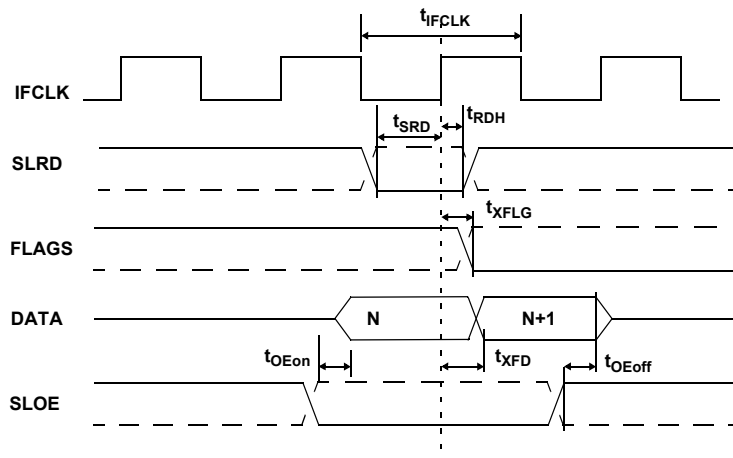 tIFCLK
IFCLK
tSRD
tRDH
SLRD
tXFLG
FLAGS
DATA
N
N+1
tOEon
tXFD
tOEoff
SLOE